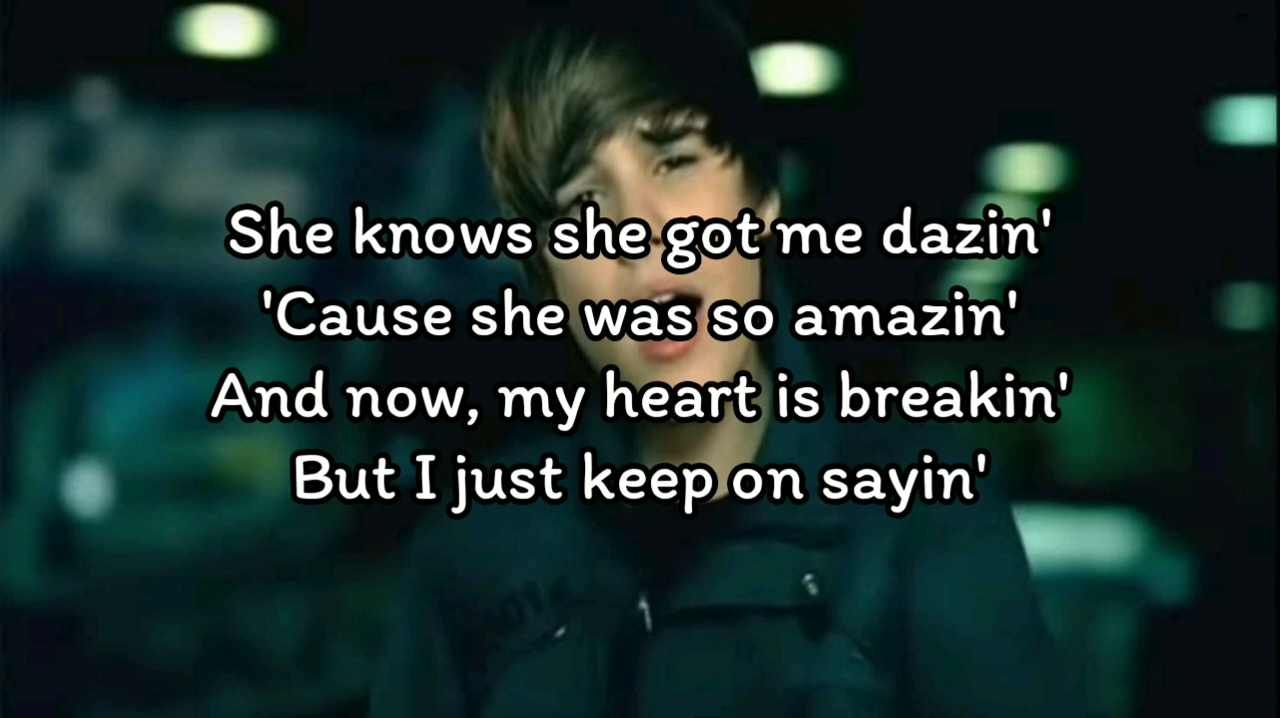 She knows she got me dazin'
'Cause she was so amazin'
And now, my heart is breakin'
But I just keep on sayin'